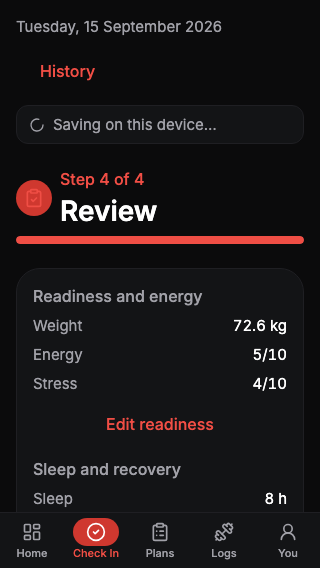 Tuesday, 15 September 2026
History
Saving on this device...
Step 4 of 4
Review
Readiness and energy
Weight 72.6 kg
Energy 5/10
Stress 4/10
Edit readiness
Sleep and recovery
Sleep 8 h
Home Check In Plans Logs You